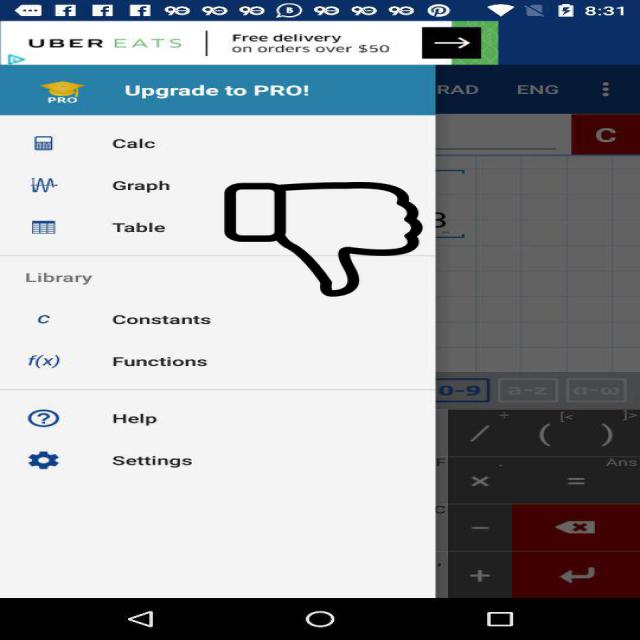 8:31
UBER EATS
Free delivery
on orders over $50
PRO
Upgrade to PRO!
RAD
ENG
Calc
C
Graph
3
Table
Library
c Constants
f(x) Functions
0-9
a-z
α-ω
Help
/ ÷ ( [< ) ]>
Settings
F
× . = Ans
C
−
+